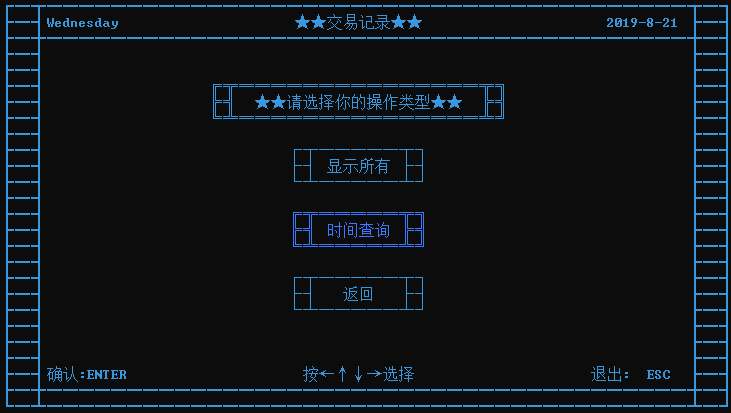 Wednesday ★★交易记录★★ 2019-8-21
★★请选择你的操作类型★★
显示所有
时间查询
返回
确认:ENTER 按←↑↓→选择 退出: ESC